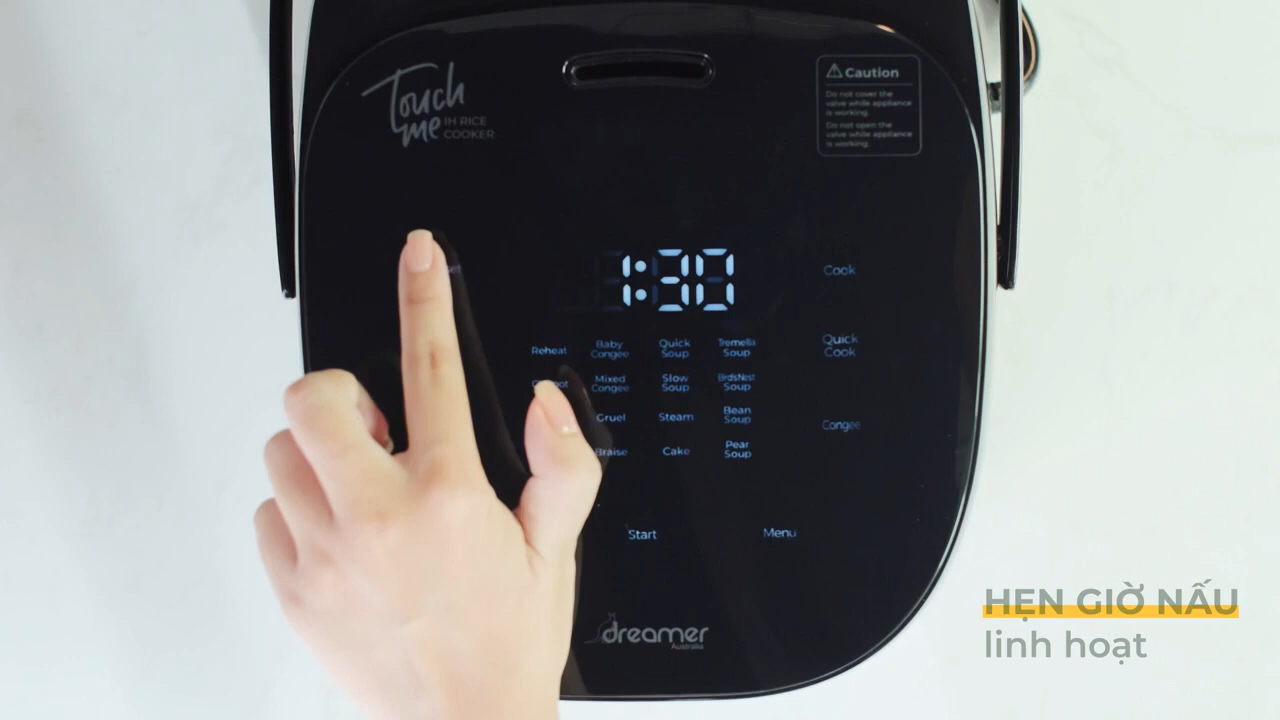 Touch
me IH RICE
COOKER
Caution
Do not cover the
valve while appliance
is working.
Do not open the
valve while appliance
is working.
1:30
Cook
Reheat
Baby
Congee
Quick
Soup
Tremella
Soup
Quick
Cook
Mixed
Congee
Slow
Soup
BirdsNest
Soup
Gruel
Steam
Bean
Soup
Congee
Braise
Cake
Pear
Soup
Start
Menu
dreamer
Australia
HẸN GIỜ NẤU
linh hoạt